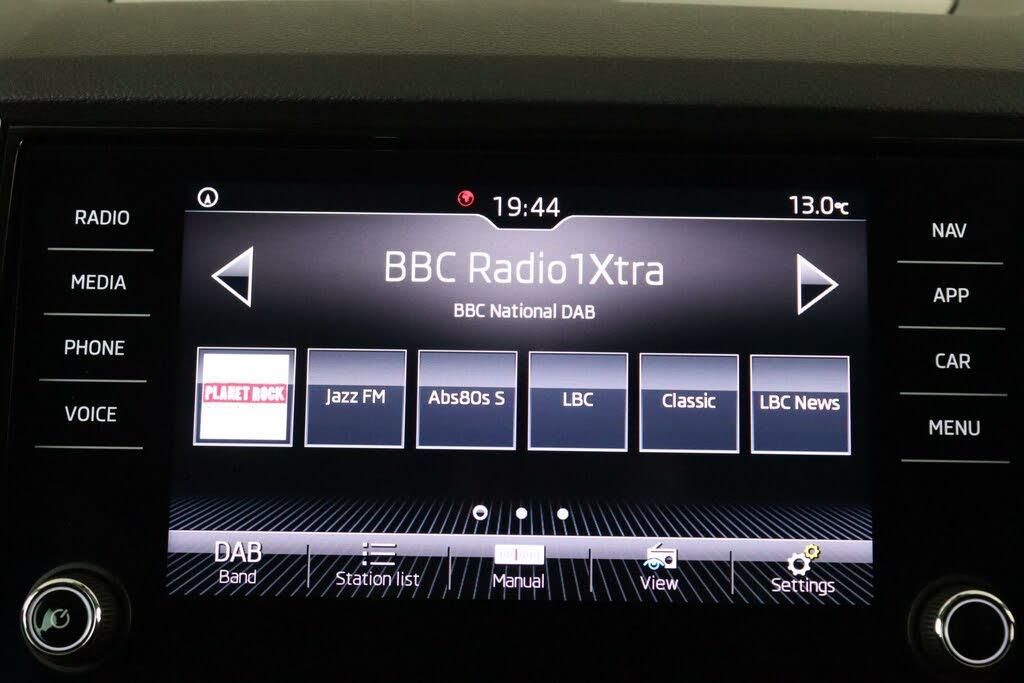 19:44
13.0°C
RADIO
MEDIA
PHONE
VOICE
BBC Radio1Xtra
BBC National DAB
PLANET ROCK
Jazz FM
Abs80s S
LBC
Classic
LBC News
DAB
Band
Station list
Manual
View
Settings
NAV
APP
CAR
MENU